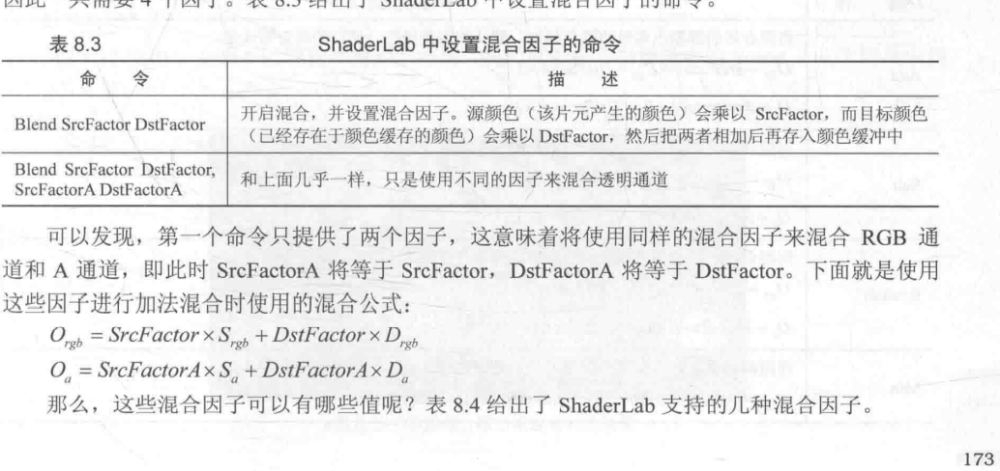 因此一共需要 4 个因子。表 8.3 给出了 ShaderLab 中设置混合因子的命令。
表 8.3 ShaderLab 中设置混合因子的命令
命 令 描 述
Blend SrcFactor DstFactor
开启混合，并设置混合因子。源颜色（该片元产生的颜色）会乘以 SrcFactor，而目标颜色
（已经存在于颜色缓存的颜色）会乘以 DstFactor，然后把两者相加后再存入颜色缓冲中
Blend SrcFactor DstFactor,
SrcFactorA DstFactorA
和上面几乎一样，只是使用不同的因子来混合透明通道
可以发现，第一个命令只提供了两个因子，这意味着将使用同样的混合因子来混合 RGB 通
道和 A 通道，即此时 SrcFactorA 将等于 SrcFactor，DstFactorA 将等于 DstFactor。下面就是使用
这些因子进行加法混合时使用的混合公式：
O_rgb = SrcFactor×S_rgb + DstFactor×D_rgb
O_a = SrcFactorA×S_a + DstFactorA×D_a
那么，这些混合因子可以有哪些值呢？表 8.4 给出了 ShaderLab 支持的几种混合因子。
173